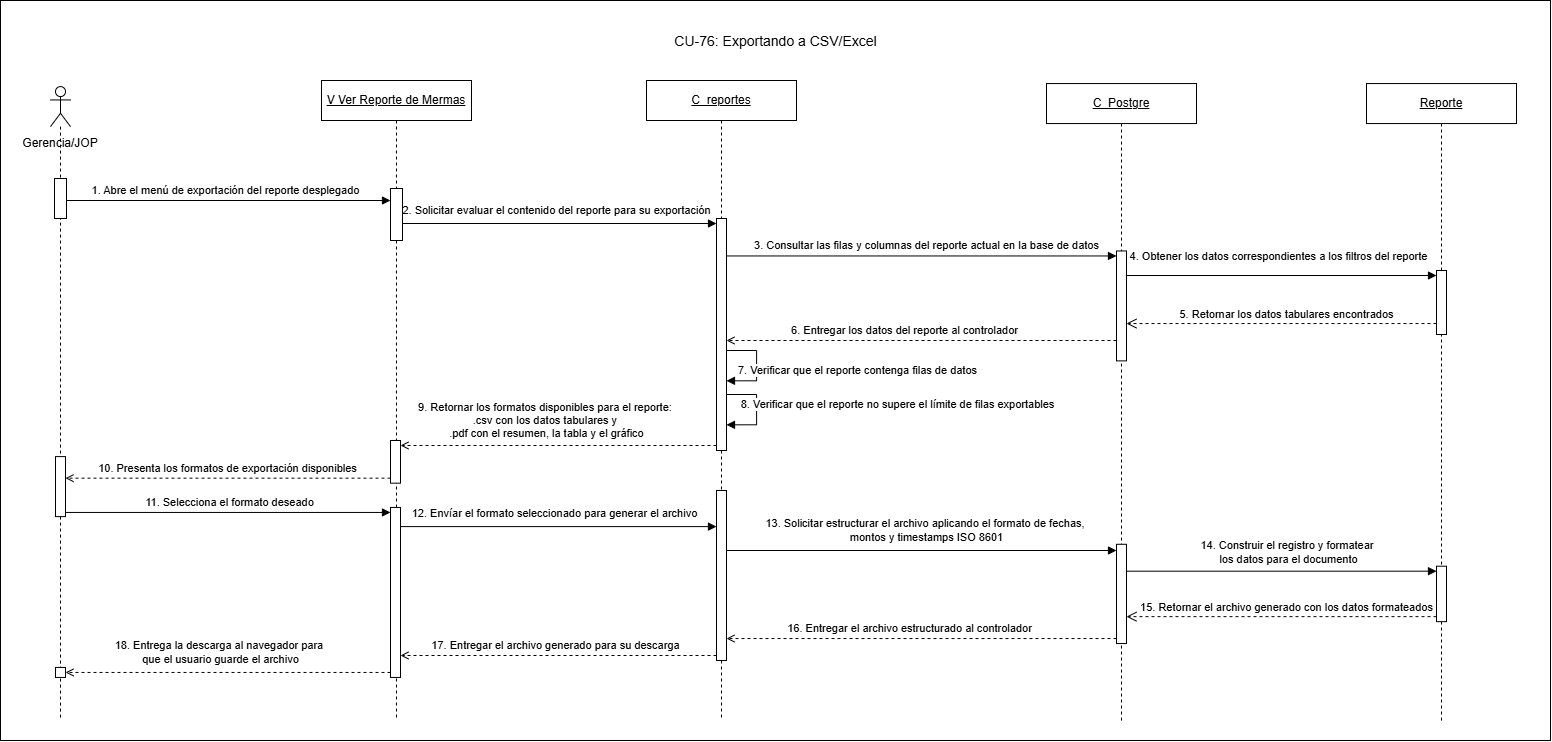 CU-76: Exportando a CSV/Excel
Gerencia/JOP
V Ver Reporte de Mermas
C_reportes
C_Postgre
Reporte
1. Abre el menú de exportación del reporte desplegado
2. Solicitar evaluar el contenido del reporte para su exportación
3. Consultar las filas y columnas del reporte actual en la base de datos
4. Obtener los datos correspondientes a los filtros del reporte
5. Retornar los datos tabulares encontrados
6. Entregar los datos del reporte al controlador
7. Verificar que el reporte contenga filas de datos
8. Verificar que el reporte no supere el límite de filas exportables
9. Retornar los formatos disponibles para el reporte:
.csv con los datos tabulares y
.pdf con el resumen, la tabla y el gráfico
10. Presenta los formatos de exportación disponibles
11. Selecciona el formato deseado
12. Envíar el formato seleccionado para generar el archivo
13. Solicitar estructurar el archivo aplicando el formato de fechas,
montos y timestamps ISO 8601
14. Construir el registro y formatear
los datos para el documento
15. Retornar el archivo generado con los datos formateados
16. Entregar el archivo estructurado al controlador
17. Entregar el archivo generado para su descarga
18. Entrega la descarga al navegador para
que el usuario guarde el archivo